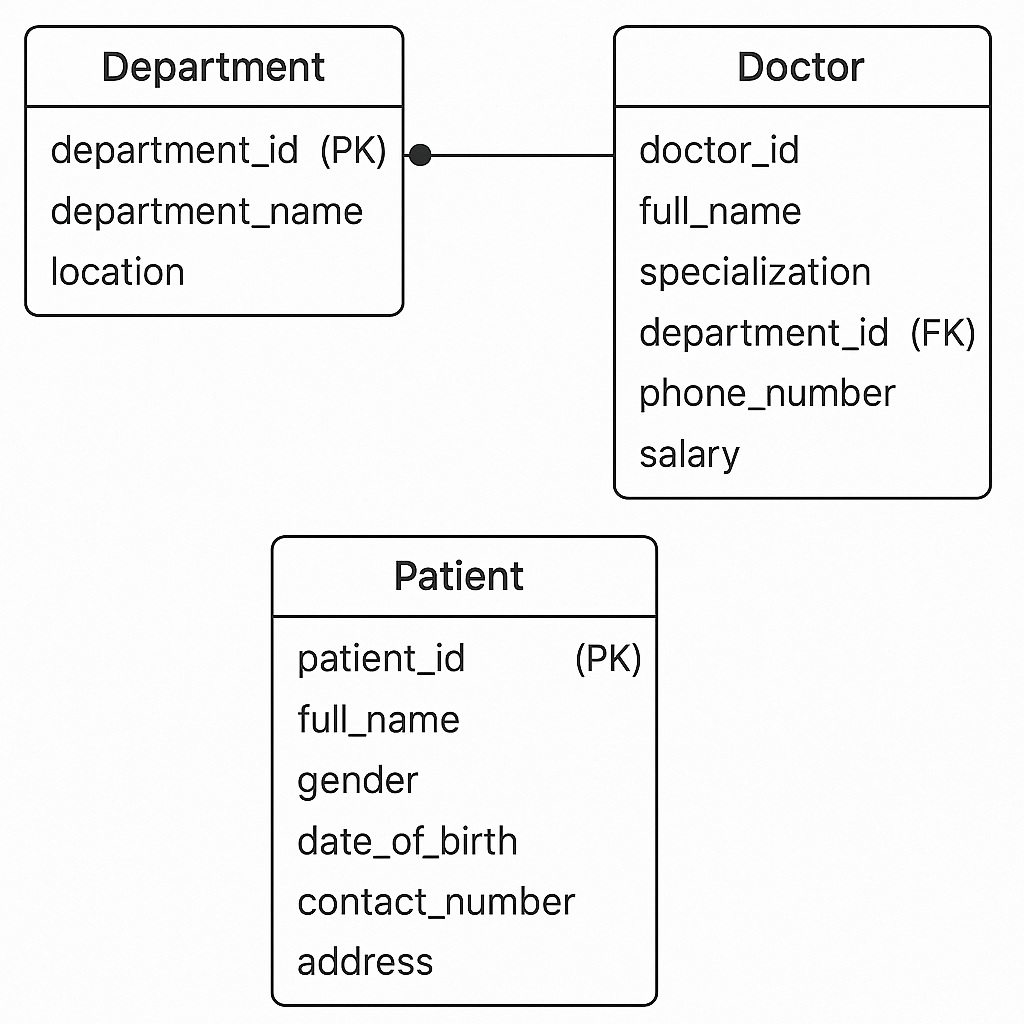 Department
department_id (PK)
department_name
location
Doctor
doctor_id
full_name
specialization
department_id (FK)
phone_number
salary
Patient
patient_id (PK)
full_name
gender
date_of_birth
contact_number
address